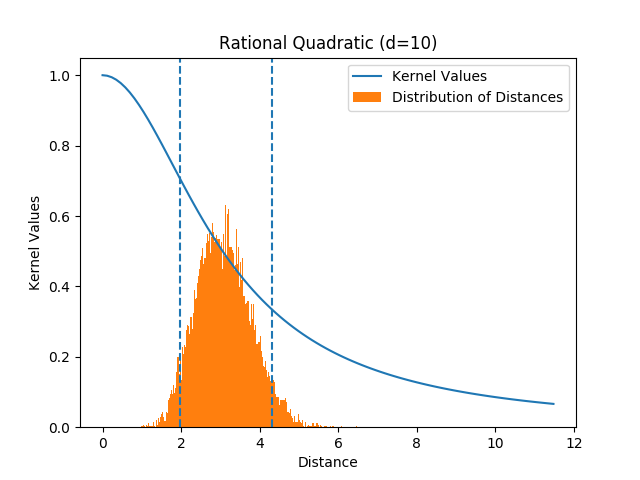 Rational Quadratic (d=10)
Kernel Values
Distribution of Distances
Kernel Values
1.0
0.8
0.6
0.4
0.2
0.0
0 2 4 6 8 10 12
Distance